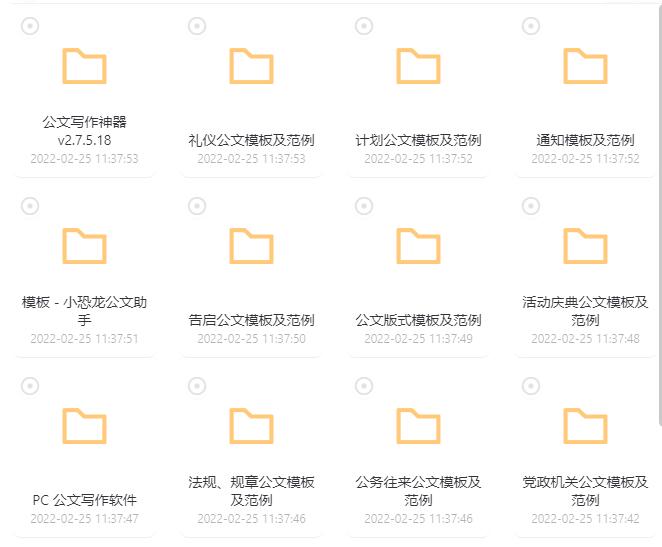 公文写作神器
v2.7.5.18
2022-02-25 11:37:53
礼仪公文模板及范例
2022-02-25 11:37:53
计划公文模板及范例
2022-02-25 11:37:52
通知模板及范例
2022-02-25 11:37:52
模板 - 小恐龙公文助
手
2022-02-25 11:37:51
告启公文模板及范例
2022-02-25 11:37:50
公文版式模板及范例
2022-02-25 11:37:49
活动庆典公文模板及
范例
2022-02-25 11:37:48
PC 公文写作软件
2022-02-25 11:37:47
法规、规章公文模板
及范例
2022-02-25 11:37:46
公务往来公文模板及
范例
2022-02-25 11:37:46
党政机关公文模板及
范例
2022-02-25 11:37:42